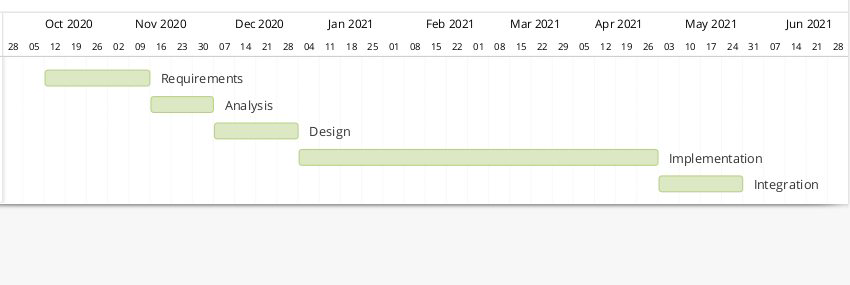 Oct 2020 Nov 2020 Dec 2020 Jan 2021 Feb 2021 Mar 2021 Apr 2021 May 2021 Jun 2021
28 05 12 19 26 02 09 16 23 30 07 14 21 28 04 11 18 25 01 08 15 22 01 08 15 22 29 05 12 19 26 03 10 17 24 31 07 14 21 28
Requirements
Analysis
Design
Implementation
Integration